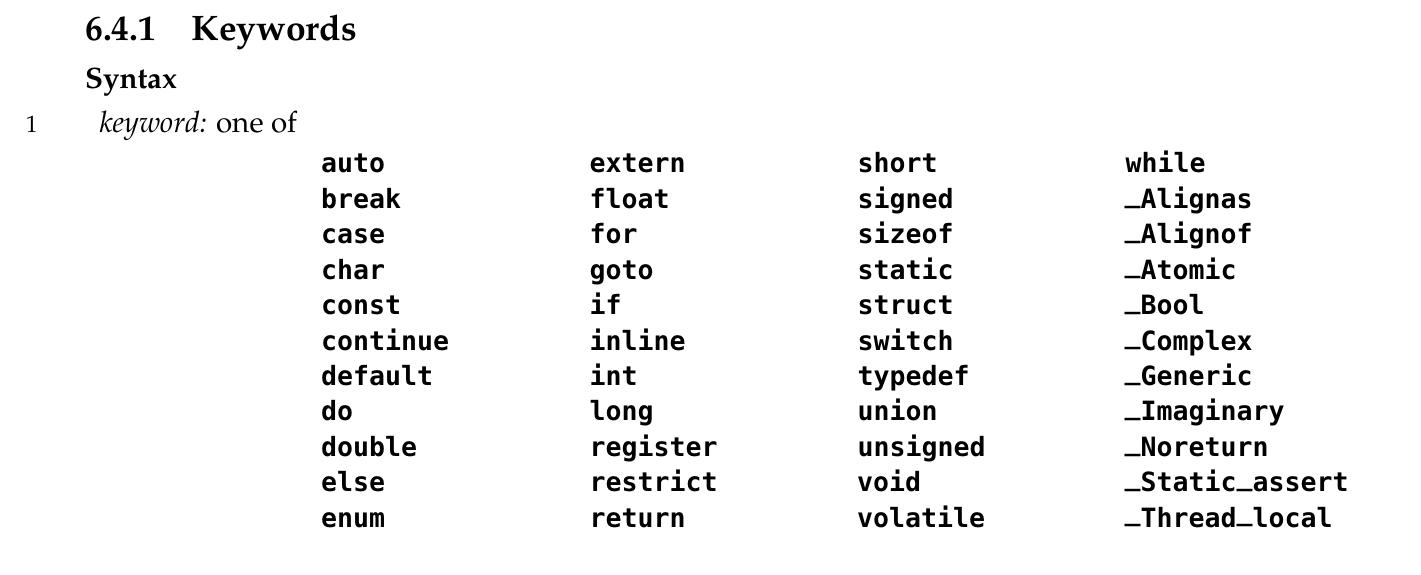 6.4.1 Keywords
Syntax
1 keyword: one of
auto extern short while
break float signed _Alignas
case for sizeof _Alignof
char goto static _Atomic
const if struct _Bool
continue inline switch _Complex
default int typedef _Generic
do long union _Imaginary
double register unsigned _Noreturn
else restrict void _Static_assert
enum return volatile _Thread_local